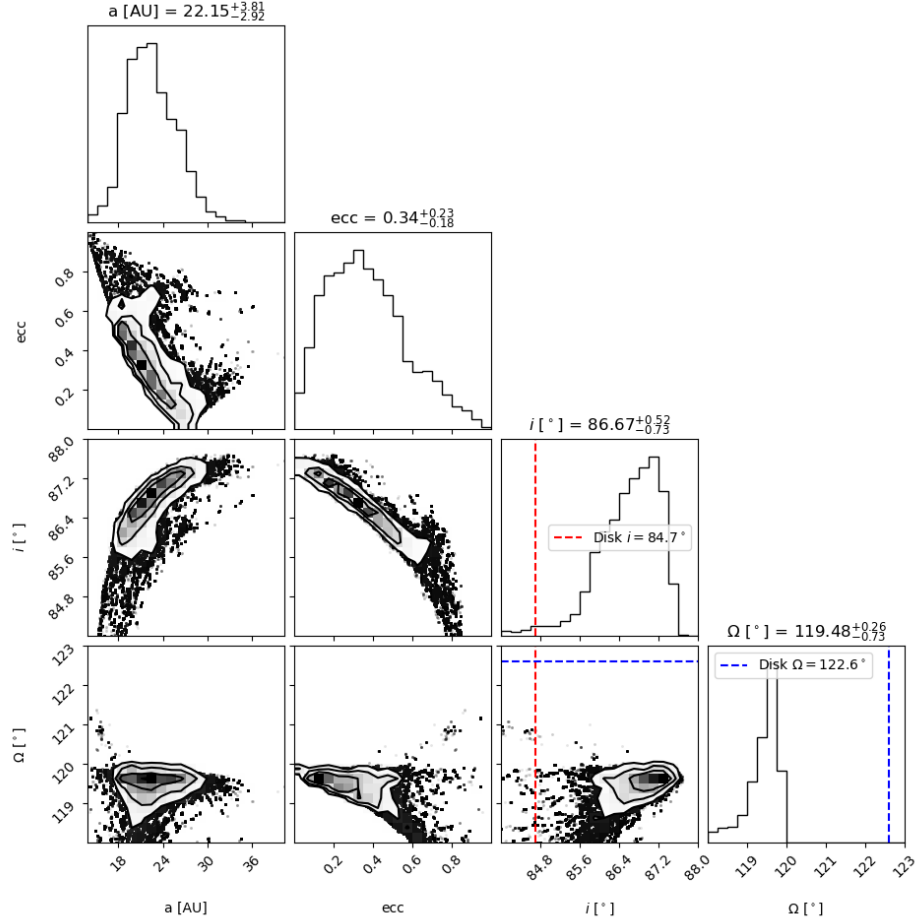 a [AU] = 22.15+3.81−2.92
ecc = 0.34+0.23−0.18
0.8
0.6
0.4
0.2
ecc
i [°] = 86.67+0.52−0.73
88.0
87.2
86.4
85.6
84.8
i [°]
Disk i = 84.7°
Ω [°] = 119.48+0.26−0.73
123
122
121
120
119
Ω [°]
Disk Ω = 122.6°
18 24 30 36
0.2 0.4 0.6 0.8
84.8 85.6 86.4 87.2 88.0
119 120 121 122 123
a [AU]
ecc
i [°]
Ω [°]